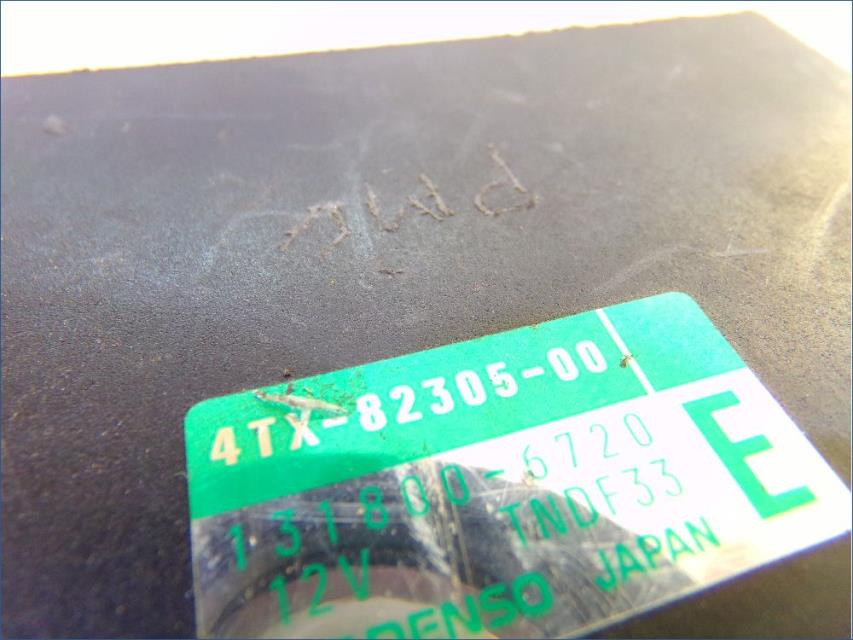 4TX-82305-00
131800-6720 E
12V TNDF33
DENSO JAPAN